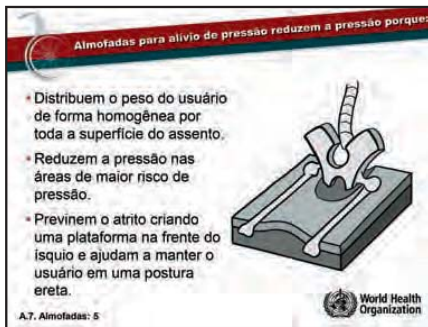 Almofadas para alívio de pressão reduzem a pressão porque:
• Distribuem o peso do usuário
de forma homogênea por
toda a superfície do assento.
• Reduzem a pressão nas
áreas de maior risco de
pressão.
• Previnem o atrito criando
uma plataforma na frente do
ísquio e ajudam a manter o
usuário em uma postura
ereta.
A.7. Almofadas: 5
World Health
Organization